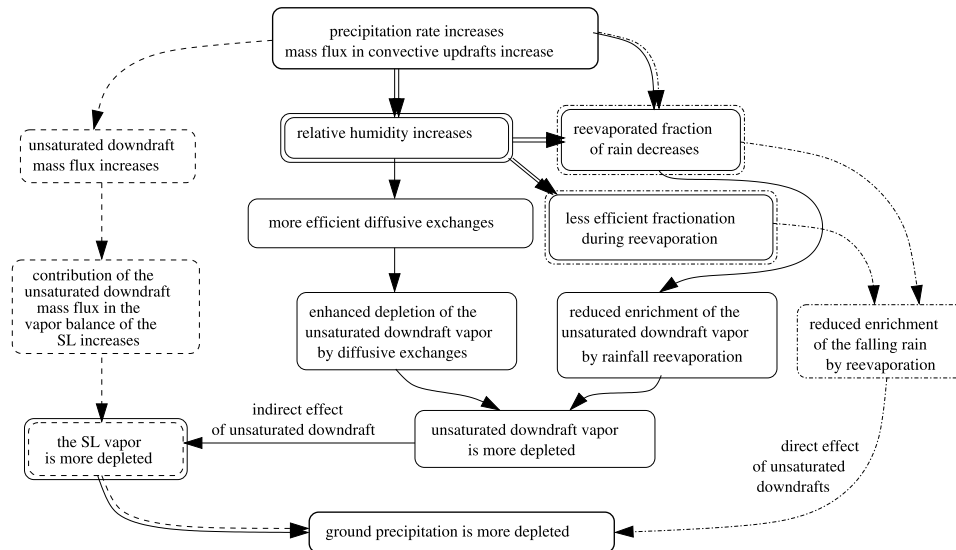 precipitation rate increases
mass flux in convective updrafts increase
relative humidity increases
reevaporated fraction
of rain decreases
unsaturated downdraft
mass flux increases
more efficient diffusive exchanges
less efficient fractionation
during reevaporation
contribution of the
unsaturated downdraft
mass flux in the
vapor balance of the
SL increases
enhanced depletion of the
unsaturated downdraft vapor
by diffusive exchanges
reduced enrichment of the
unsaturated downdraft vapor
by rainfall reevaporation
reduced enrichment
of the falling rain
by reevaporation
indirect effect
of unsaturated downdraft
the SL vapor
is more depleted
unsaturated downdraft vapor
is more depleted
direct effect
of unsaturated
downdrafts
ground precipitation is more depleted